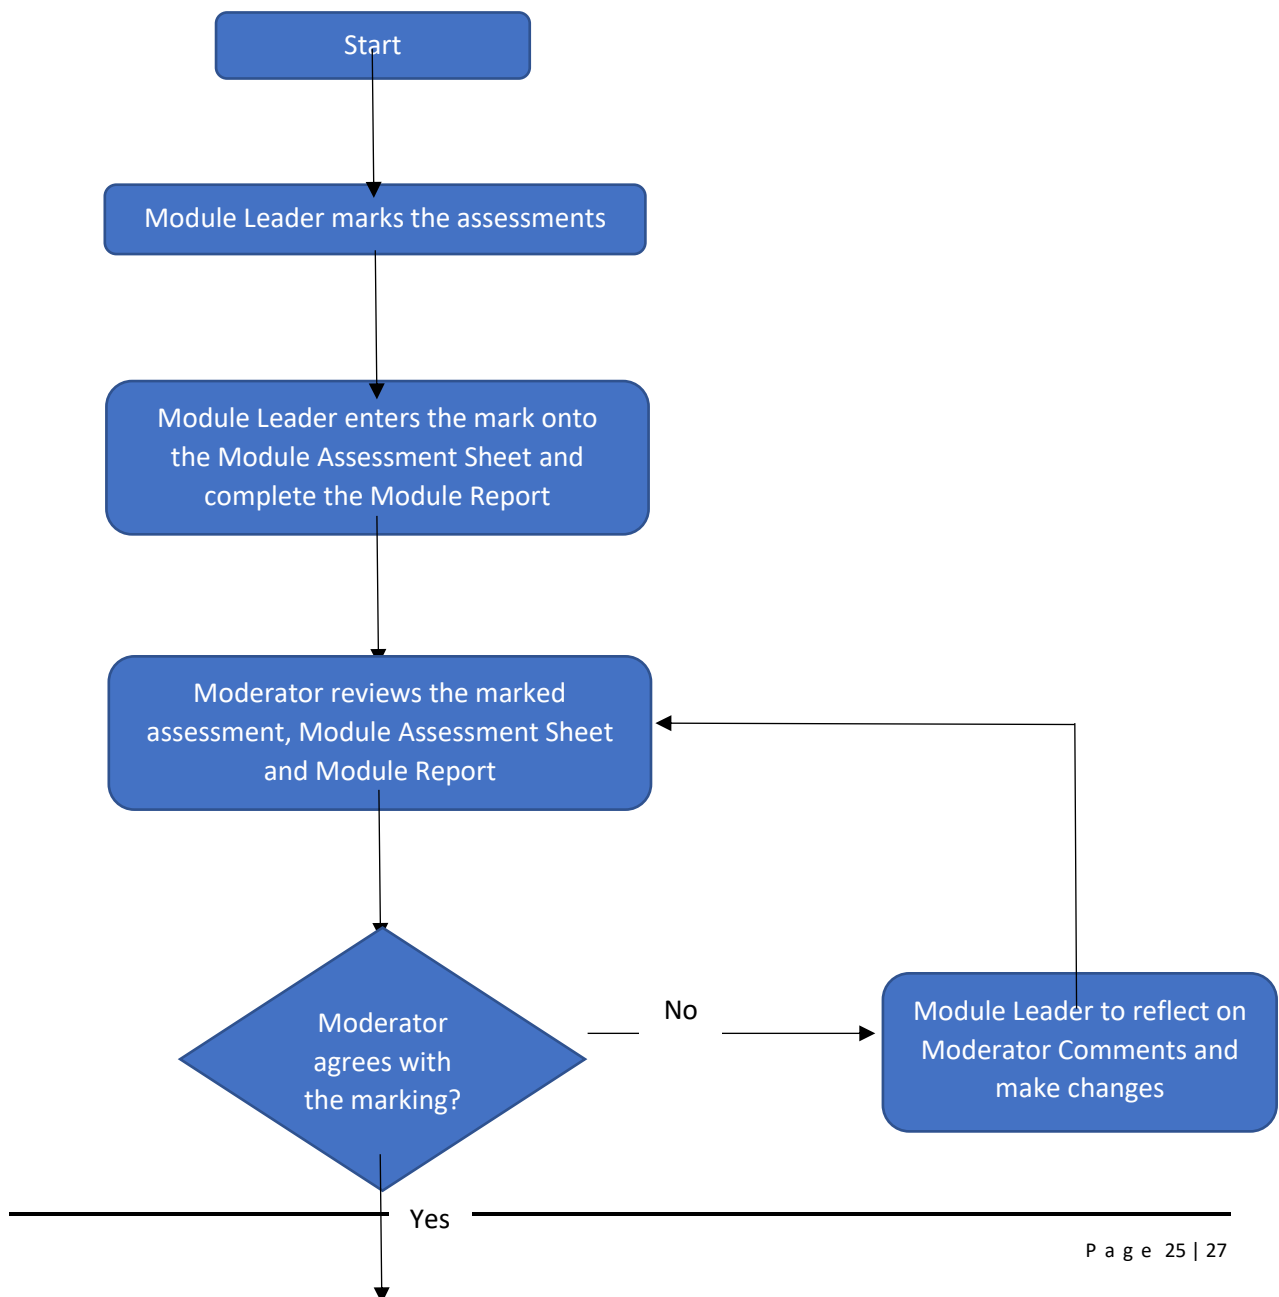 Start
Module Leader marks the assessments
Module Leader enters the mark onto
the Module Assessment Sheet and
complete the Module Report
Moderator reviews the marked
assessment, Module Assessment Sheet
and Module Report
Moderator
agrees with
the marking?
No
Module Leader to reflect on
Moderator Comments and
make changes
Yes
P a g e 25 | 27